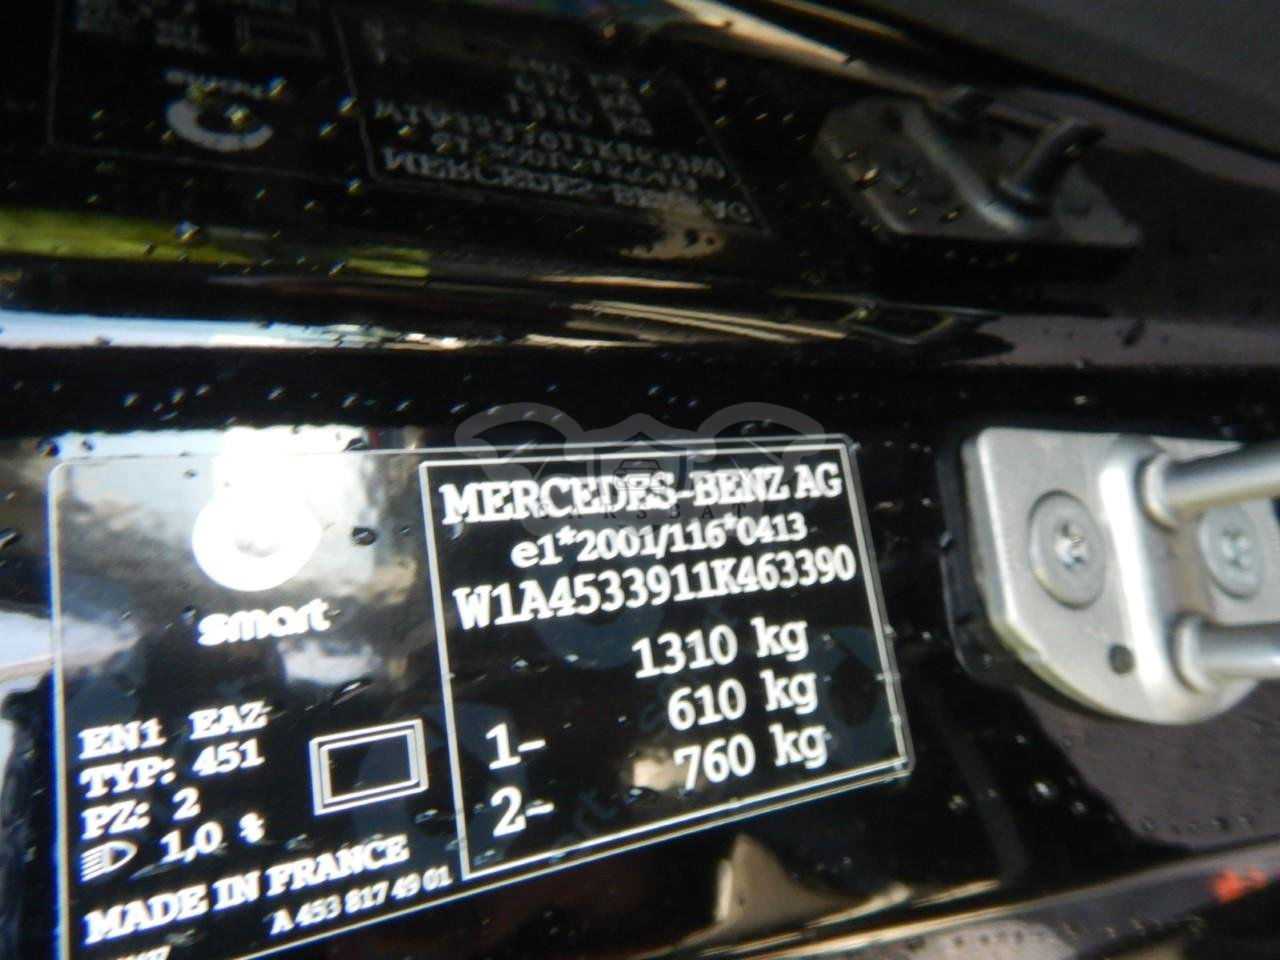 MERCEDES-BENZ AG
e1*2001/116*0413
W1A4533911K463390
1310 kg
1- 610 kg
2- 760 kg
smart
EN1 EAZ
TYP: 451
PZ: 2
1,0 %
MADE IN FRANCE
A 453 817 49 01